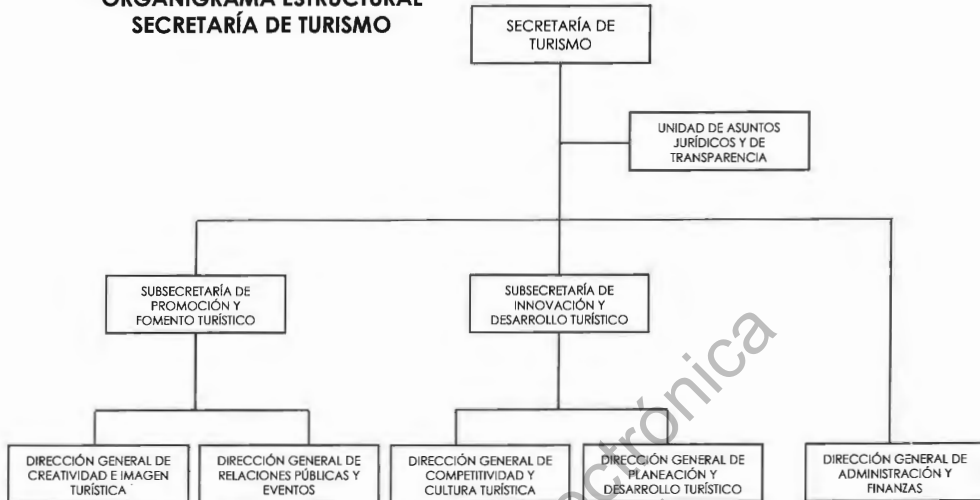 ORGANIGRAMA ESTRUCTURAL
SECRETARÍA DE TURISMO
SECRETARÍA DE
TURISMO
UNIDAD DE ASUNTOS
JURÍDICOS Y DE
TRANSPARENCIA
SUBSECRETARÍA DE
PROMOCIÓN Y
FOMENTO TURÍSTICO
SUBSECRETARÍA DE
INNOVACIÓN Y
DESARROLLO TURÍSTICO
DIRECCIÓN GENERAL DE
CREATIVIDAD E IMAGEN
TURÍSTICA
DIRECCIÓN GENERAL DE
RELACIONES PÚBLICAS Y
EVENTOS
DIRECCIÓN GENERAL DE
COMPETITIVIDAD Y
CULTURA TURÍSTICA
DIRECCIÓN GENERAL DE
PLANEACIÓN Y
DESARROLLO TURÍSTICO
DIRECCIÓN GENERAL DE
ADMINISTRACIÓN Y
FINANZAS